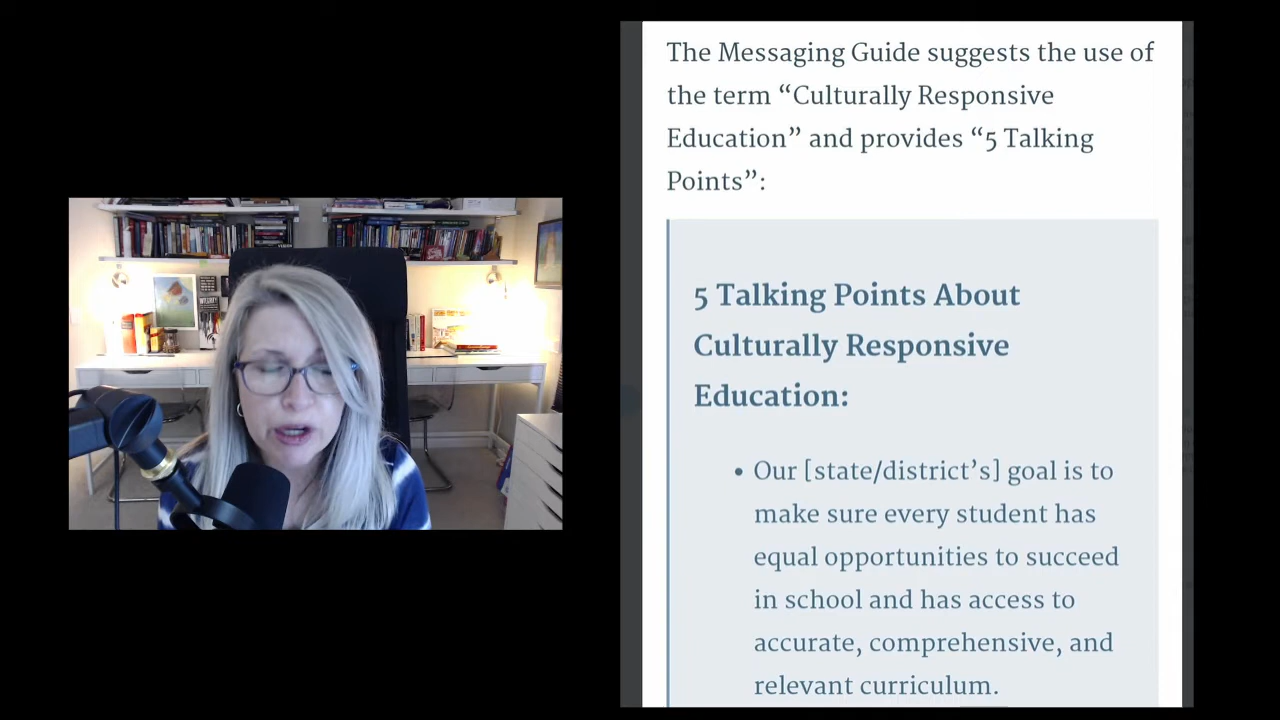 The Messaging Guide suggests the use of
the term “Culturally Responsive
Education” and provides “5 Talking
Points”:
5 Talking Points About
Culturally Responsive
Education:
• Our [state/district’s] goal is to
make sure every student has
equal opportunities to succeed
in school and has access to
accurate, comprehensive, and
relevant curriculum.